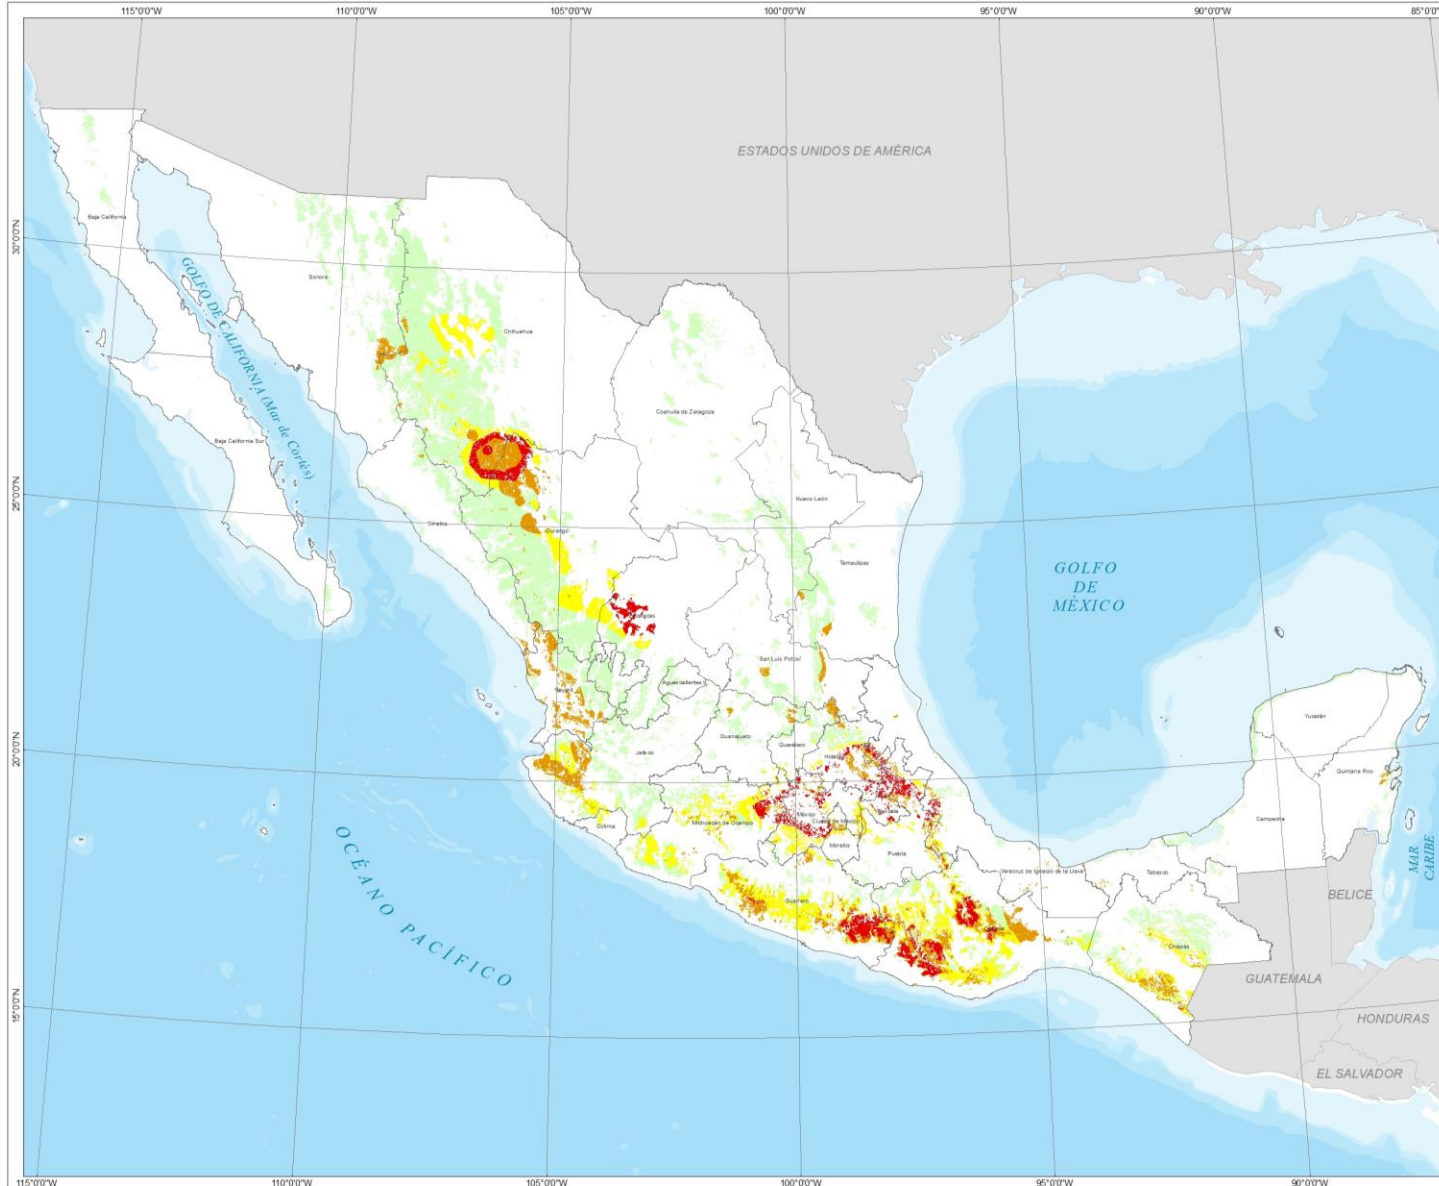 115°0'0"W
110°0'0"W
105°0'0"W
100°0'0"W
95°0'0"W
90°0'0"W
85°0'0"W
ESTADOS UNIDOS DE AMÉRICA
Baja California
30°0'0"N
GOLFO DE CALIFORNIA (Mar de Cortés)
Sonora
Chihuahua
Coahuila de Zaragoza
Baja California Sur
25°0'0"N
Nuevo León
Sinaloa
Durango
Tamaulipas
GOLFO
DE
MÉXICO
San Luis Potosí
Aguascalientes
Nayarit
Yucatán
20°0'0"N
Jalisco
Guanajuato
Querétaro
Hidalgo
Quintana Roo
Colima
Michoacán de Ocampo
México
Ciudad de México
Tlaxcala
Campeche
Morelos
Puebla
OCÉANO PACÍFICO
Veracruz de Ignacio de la Llave
Tabasco
MAR
CARIBE
BELICE
Guerrero
Chiapas
GUATEMALA
15°0'0"N
HONDURAS
EL SALVADOR
115°0'0"W
110°0'0"W
105°0'0"W
100°0'0"W
95°0'0"W
90°0'0"W